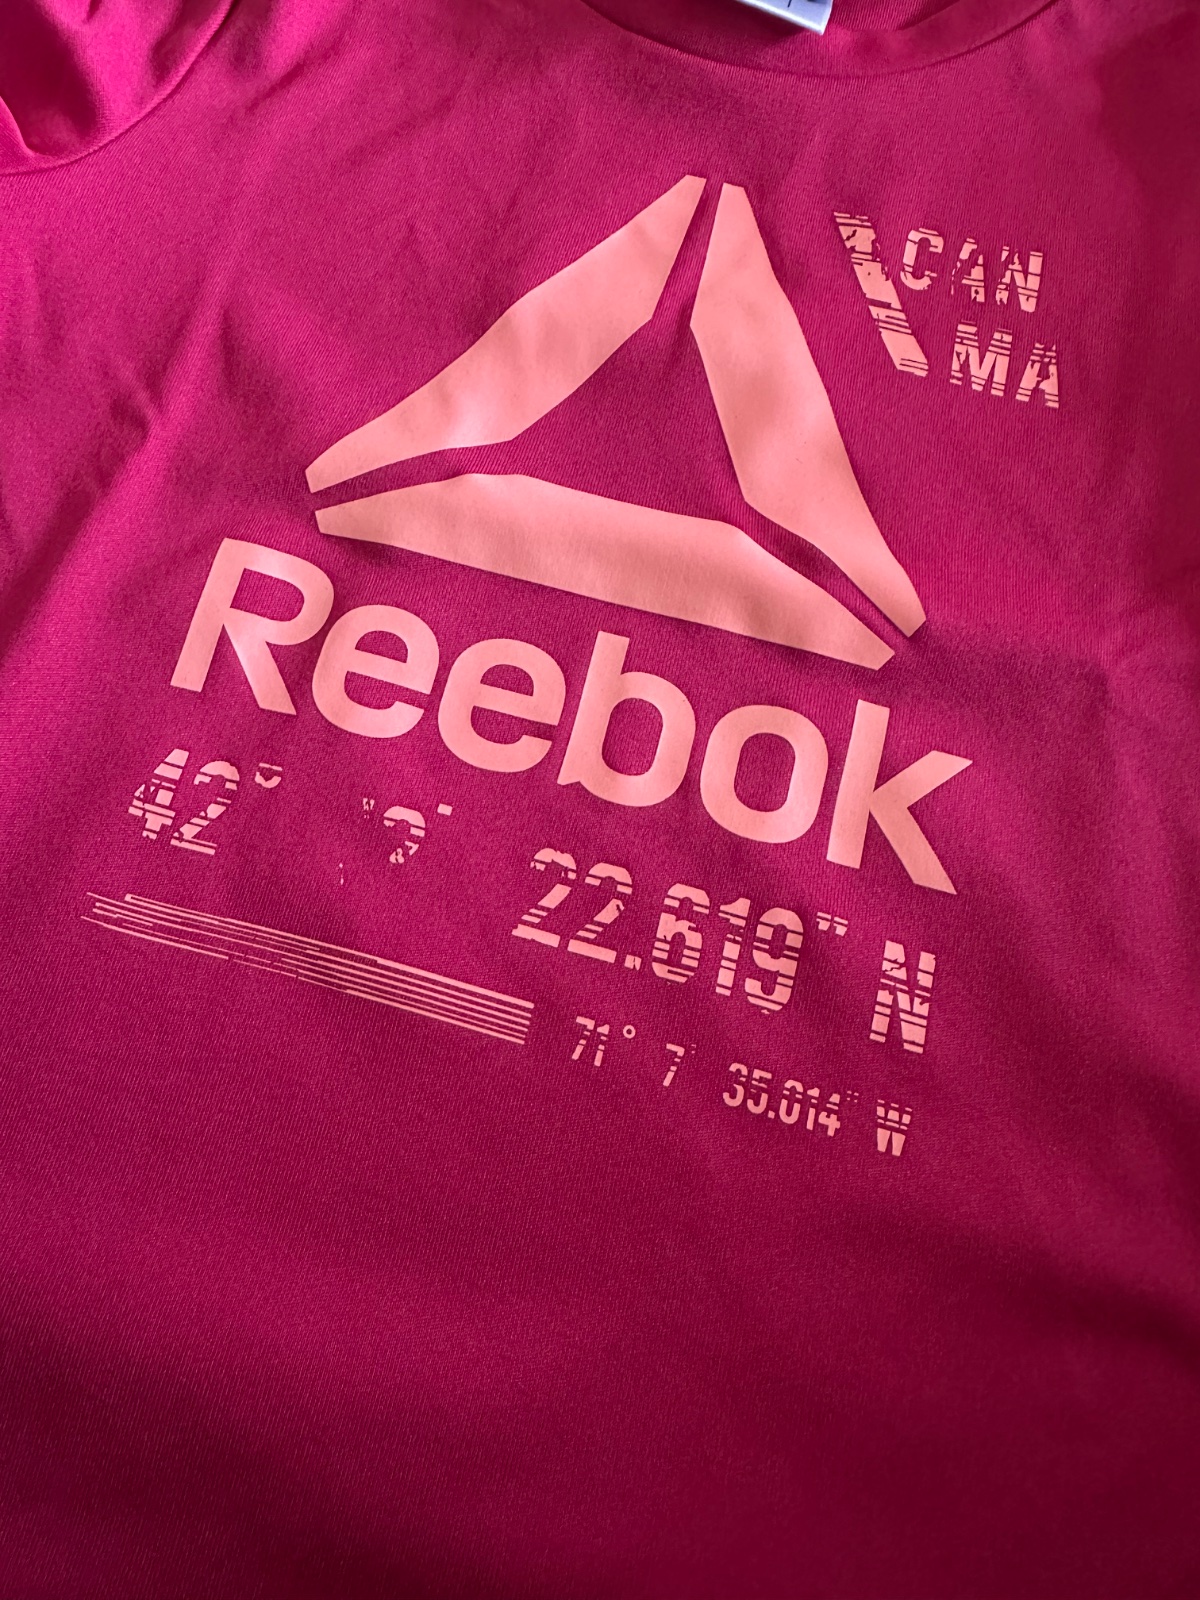 CAN
MA
Reebok
42° 22.619" N
71° 7' 35.014" W